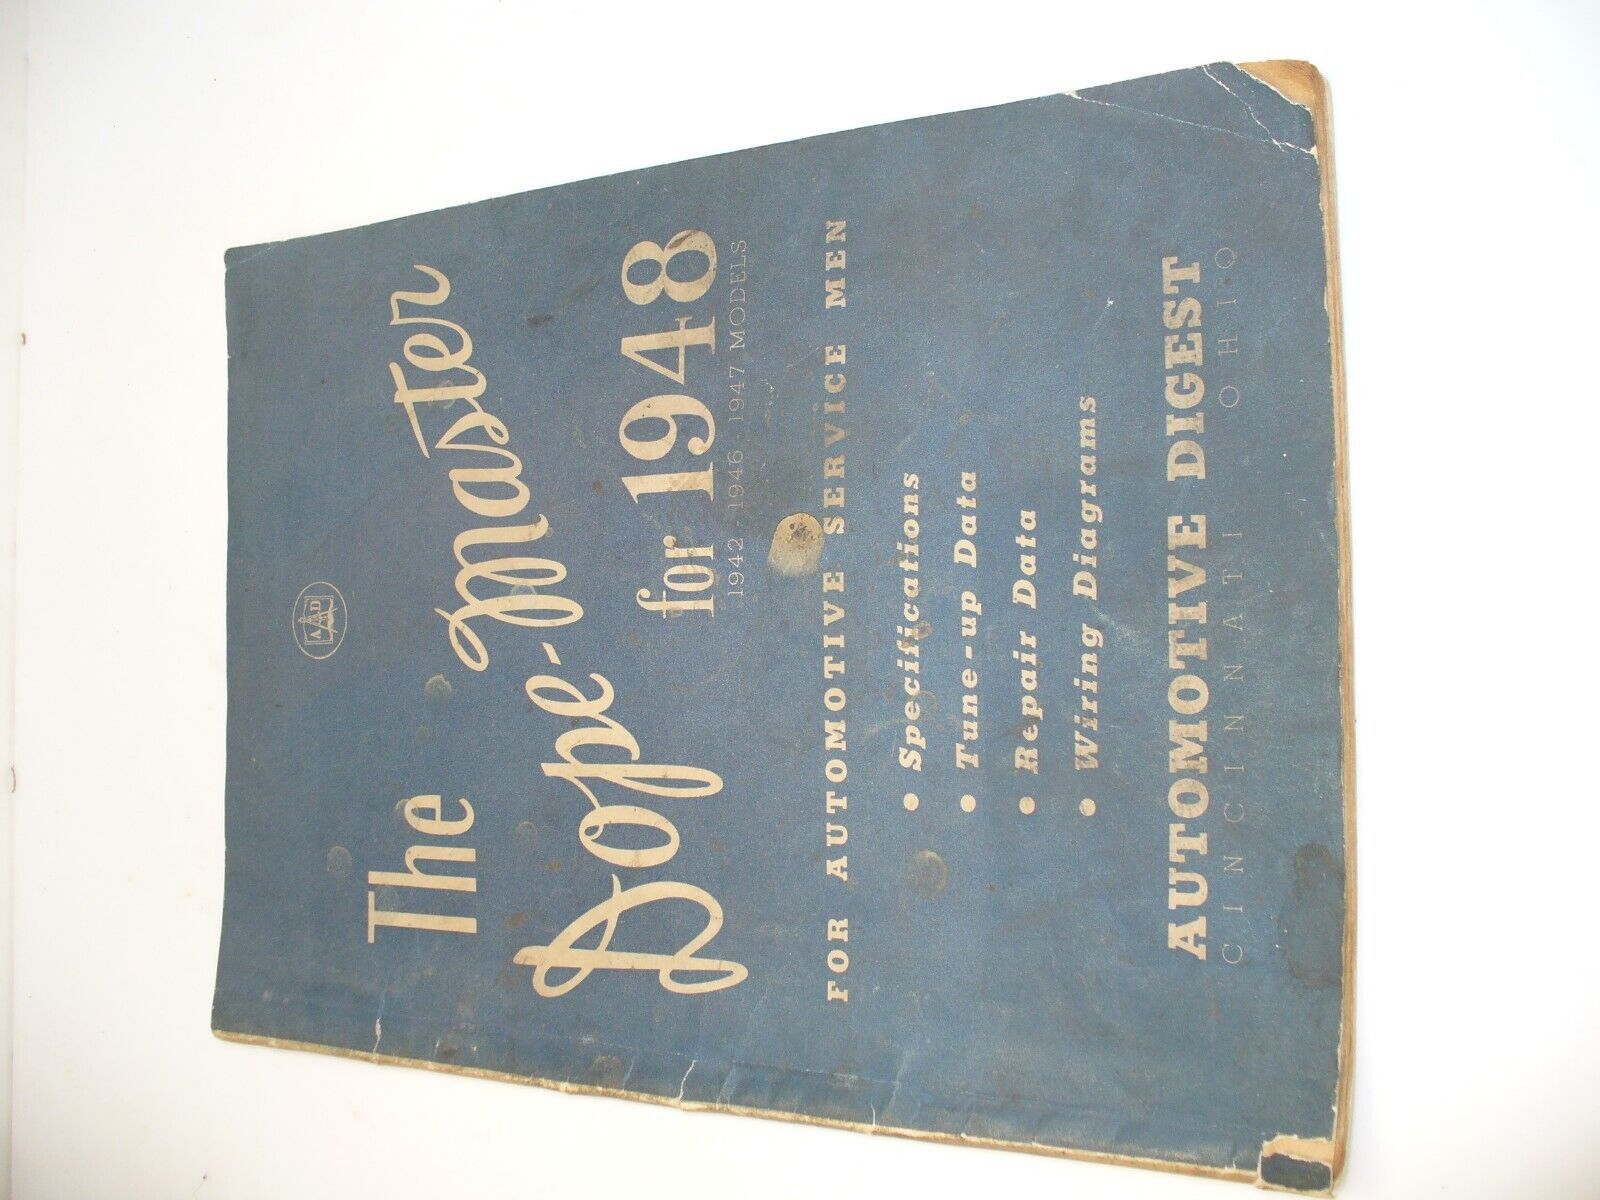 The
Dope-Master
for 1948
1942-1946-1947 MODELS
FOR AUTOMOTIVE SERVICE MEN
• Specifications
• Tune-up Data
• Repair Data
• Wiring Diagrams
AUTOMOTIVE DIGEST
CINCINNATI OHIO